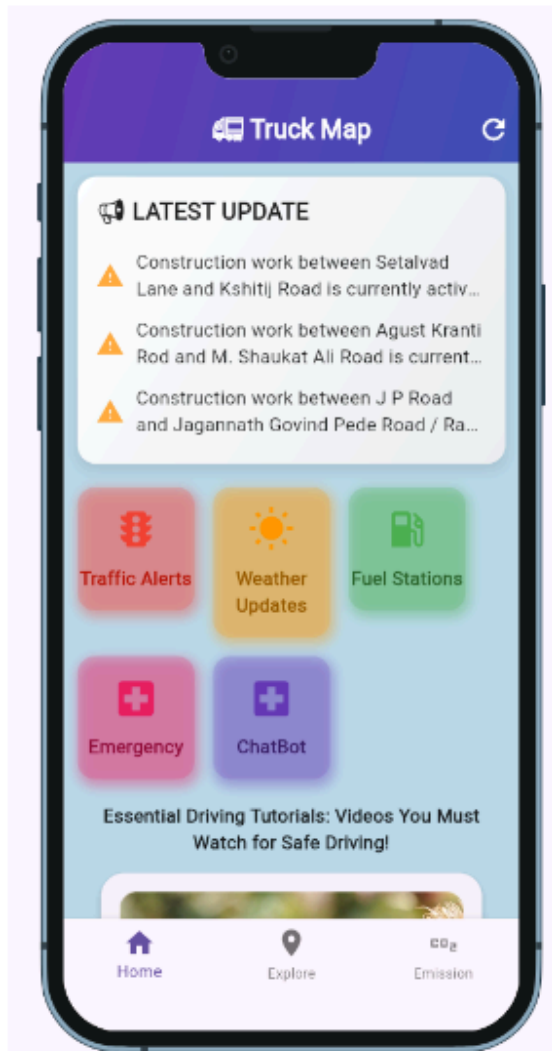 Truck Map
LATEST UPDATE
Construction work between Setalvad
Lane and Kshitij Road is currently activ...
Construction work between Agust Kranti
Rod and M. Shaukat Ali Road is current...
Construction work between J P Road
and Jagannath Govind Pede Road / Ra...
Traffic Alerts
Weather
Updates
Fuel Stations
Emergency
ChatBot
Essential Driving Tutorials: Videos You Must
Watch for Safe Driving!
CO₂
Home
Explore
Emission